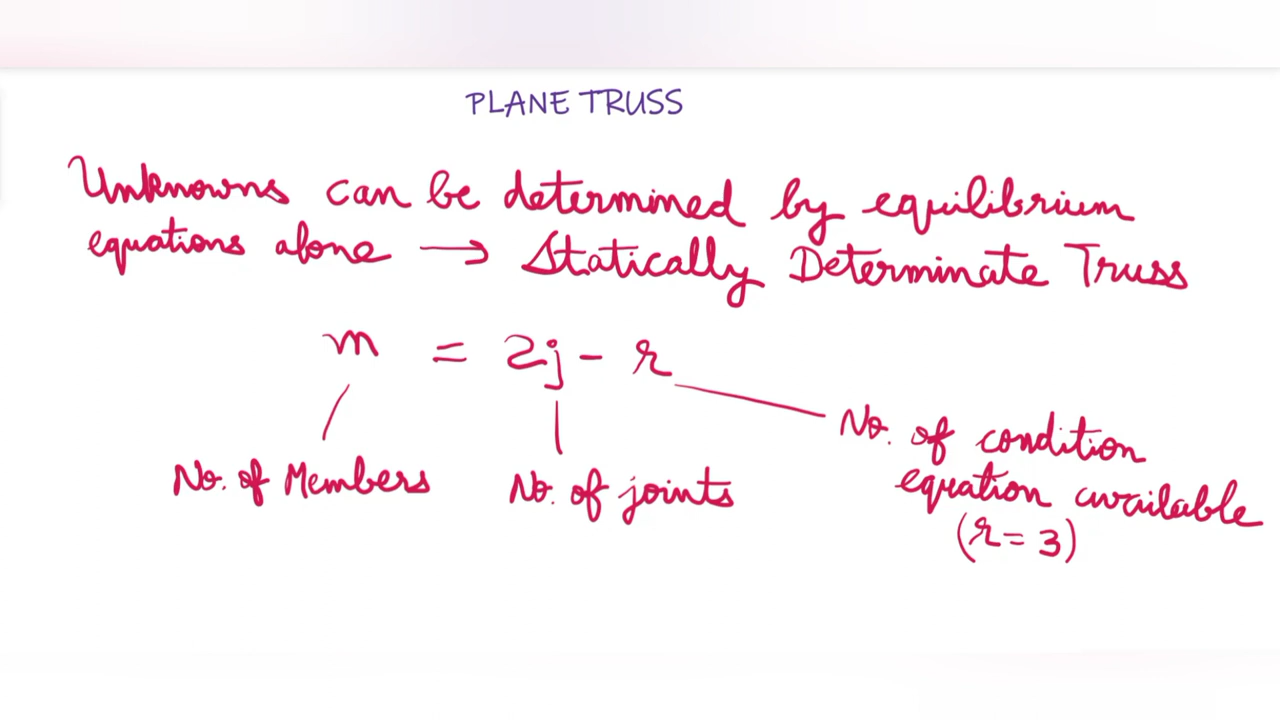 PLANE TRUSS
Unknowns can be determined by equilibrium
equations alone → Statically Determinate Truss
m = 2j - r
No. of Members
No. of joints
No. of condition
equation available
(r = 3)